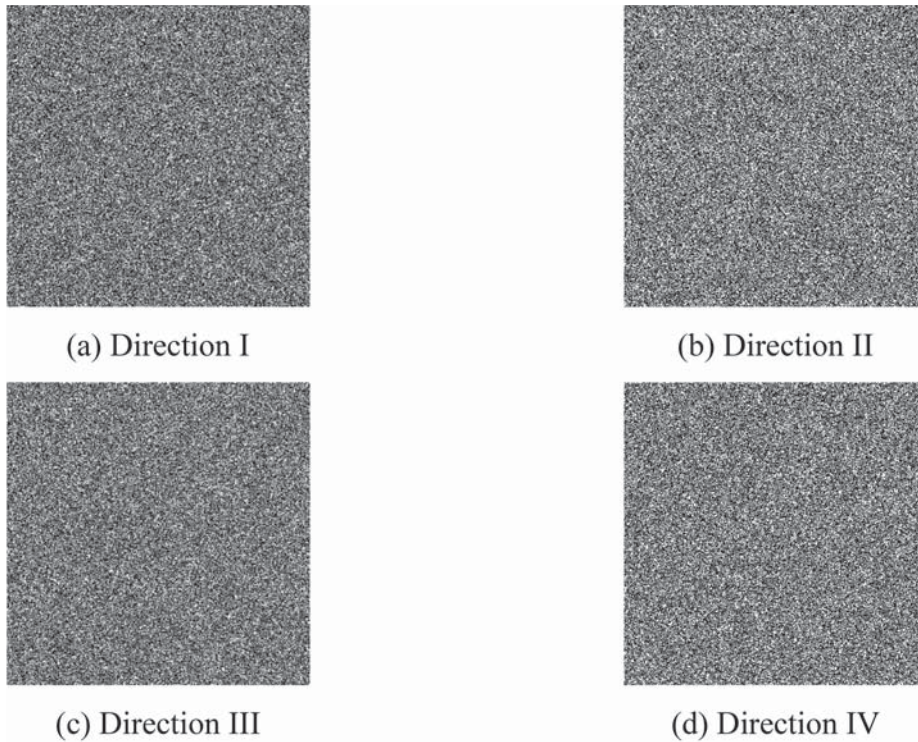 (a) Direction I
(b) Direction II
(c) Direction III
(d) Direction IV